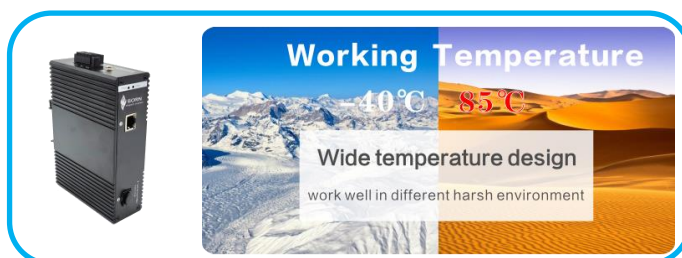 Working Temperature
-40℃ 85℃
Wide temperature design
work well in different harsh environment